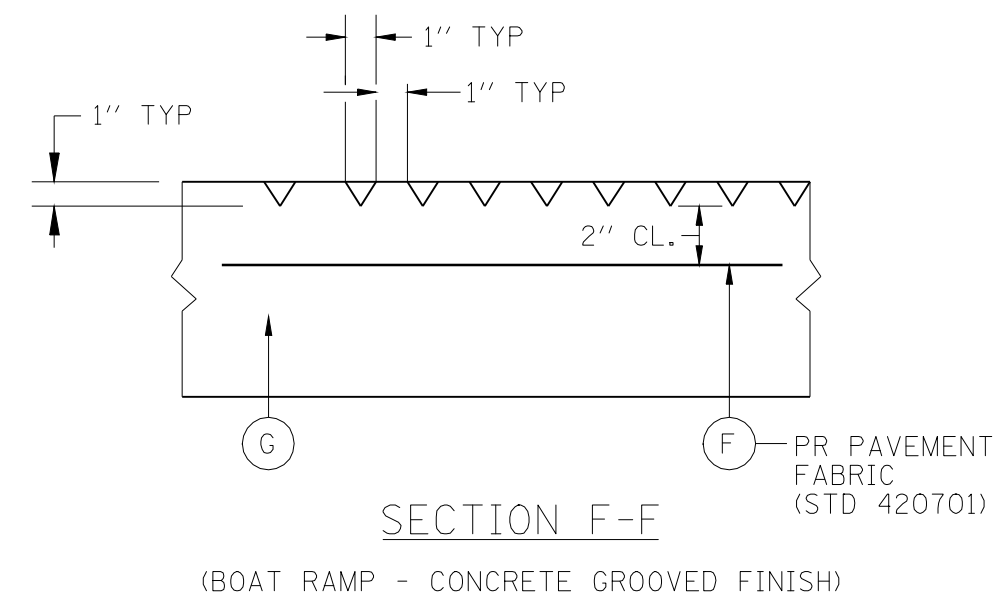 1" TYP
1" TYP
1" TYP
2" CL.
G
F
PR PAVEMENT
FABRIC
(STD 420701)
SECTION F-F
(BOAT RAMP - CONCRETE GROOVED FINISH)